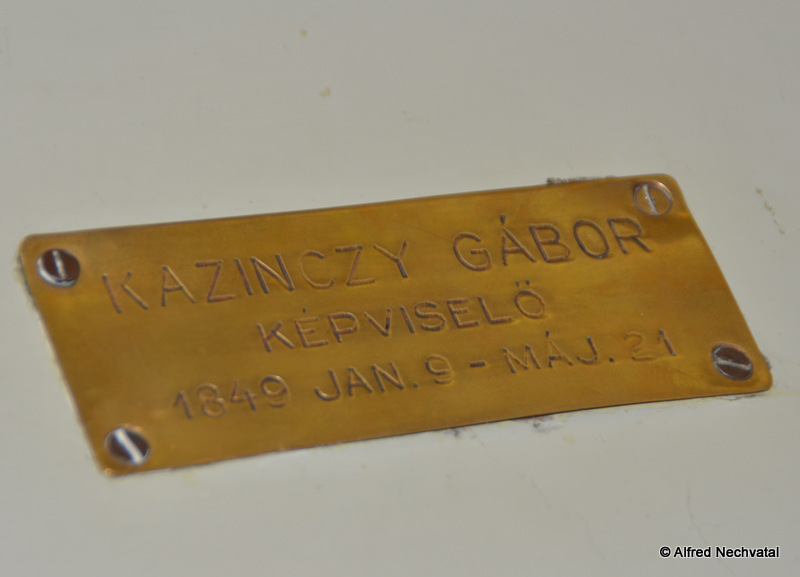 KAZINCZY GÁBOR
KÉPVISELŐ
1849 JAN. 9 - MÁJ. 21
© Alfred Nechvatal